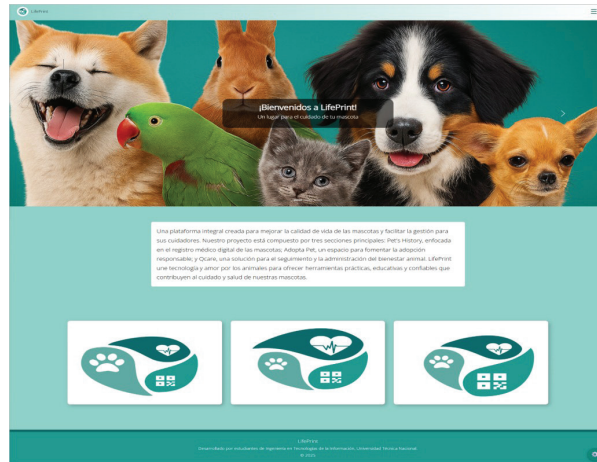 LifePrint
¡Bienvenidos a LifePrint!
Un lugar para el cuidado de tu mascota
Una plataforma integral creada para mejorar la calidad de vida de las mascotas y facilitar la gestión para
sus cuidadores. Nuestro proyecto está compuesto por tres secciones principales: Pet's History, enfocada
en el registro médico digital de las mascotas; Adopta Pet, un espacio para fomentar la adopción
responsable; y Qcare, una solución para el seguimiento y la administración del bienestar animal. LifePrint
une tecnología y amor por los animales para ofrecer herramientas prácticas, educativas y confiables que
contribuyen al cuidado y salud de nuestras mascotas.
LifePrint
Desarrollado por estudiantes de Ingeniería en Tecnologías de la Información, Universidad Técnica Nacional
© 2025